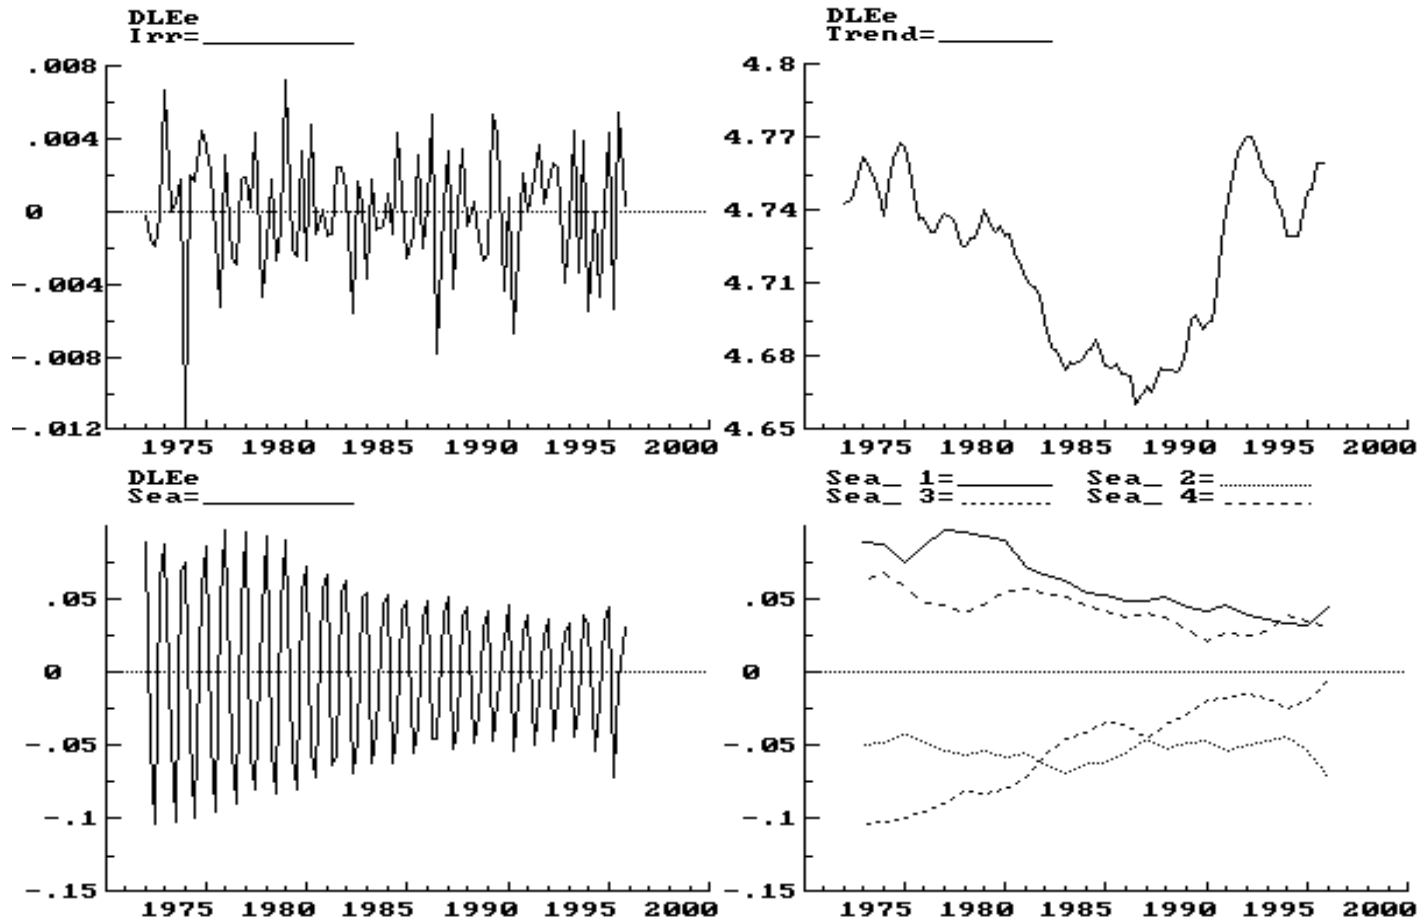 DLEe
Irr=
.008
.004
0
-.004
-.008
-.012
1975 1980 1985 1990 1995 2000
DLEe
Trend=
4.8
4.77
4.74
4.71
4.68
4.65
1975 1980 1985 1990 1995 2000
DLEe
Sea=
.05
0
-.05
-.1
-.15
1975 1980 1985 1990 1995 2000
Sea_ 1= Sea_ 2=
Sea_ 3= Sea_ 4=
.05
0
-.05
-.1
-.15
1975 1980 1985 1990 1995 2000